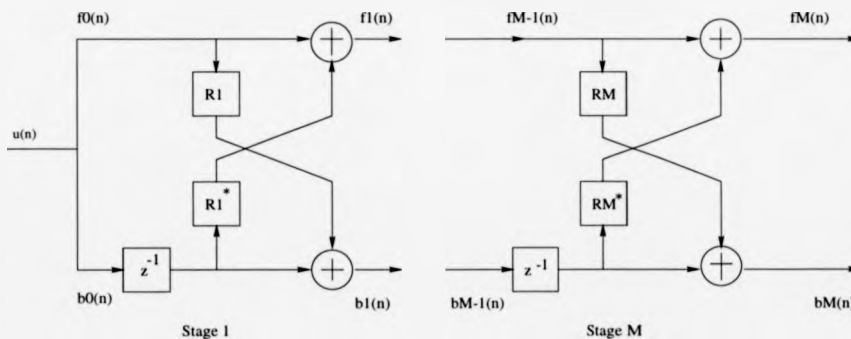 f0(n) f1(n) fM-1(n) fM(n)
R1 RM
u(n)
R1* RM*
z-1 z-1
b0(n) b1(n) bM-1(n) bM(n)
Stage 1 Stage M